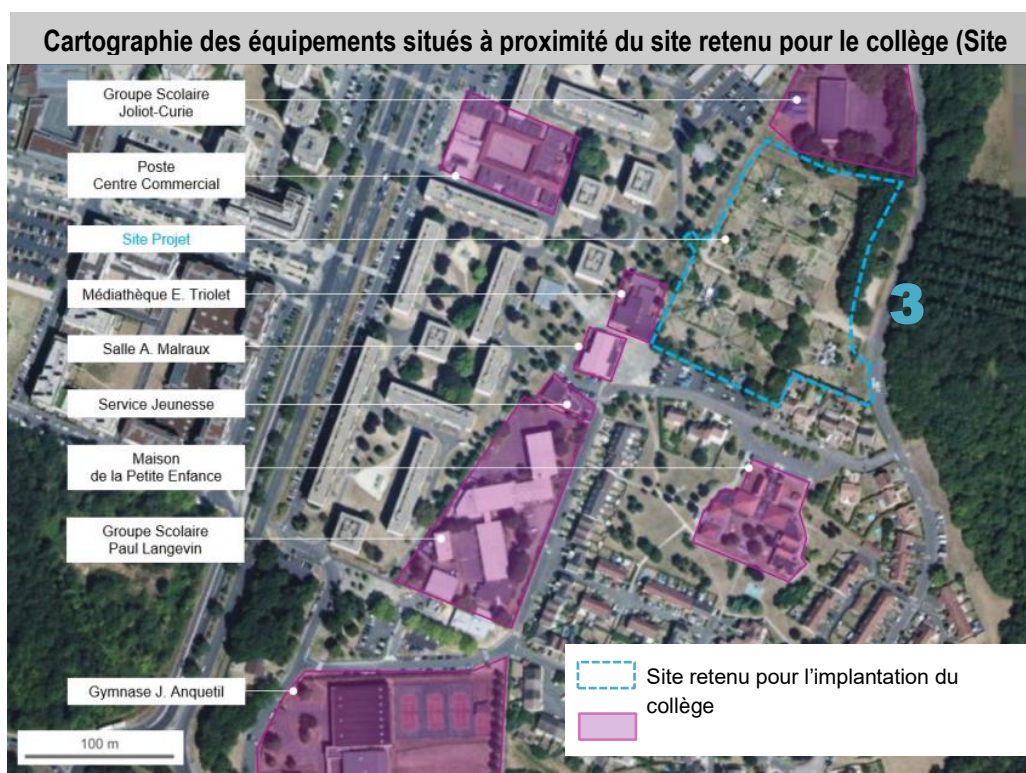 Cartographie des équipements situés à proximité du site retenu pour le collège (Site
Groupe Scolaire
Joliot-Curie
Poste
Centre Commercial
Site Projet
Médiathèque E. Triolet
Salle A. Malraux
Service Jeunesse
Maison
de la Petite Enfance
Groupe Scolaire
Paul Langevin
Gymnase J. Anquetil
3
100 m
Site retenu pour l’implantation du
collège